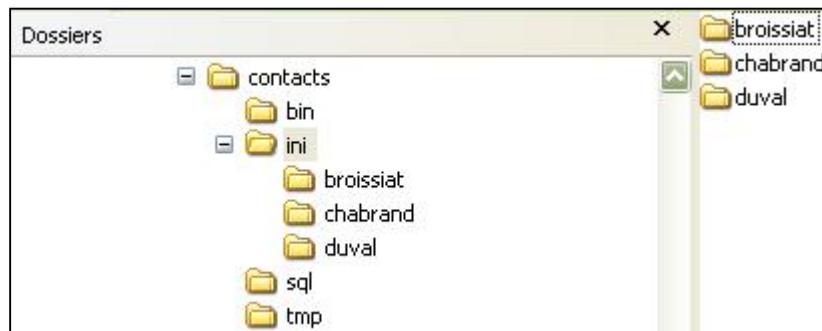 Dossiers
contacts
bin
ini
broissiat
chabrand
duval
sql
tmp
broissiat
chabrand
duval